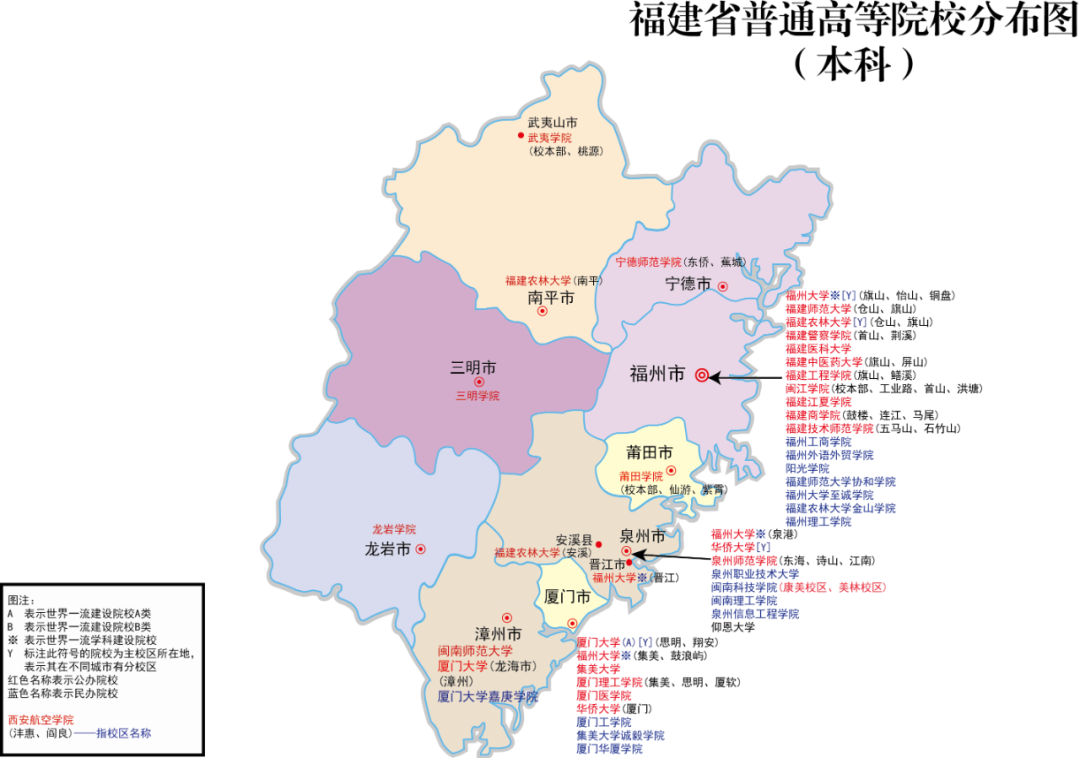 福建省普通高等院校分布图
（本科）
武夷山市
武夷学院
(校本部、桃源)
宁德师范学院(东侨、蕉城)
宁德市
福建农林大学(南平)
南平市
福州大学※[Y](旗山、怡山、铜盘)
福建师范大学(仓山、旗山)
福建农林大学[Y](仓山、旗山)
福建警察学院(首山、荆溪)
福建医科大学
福建中医药大学(旗山、屏山)
福建工程学院(旗山、鳝溪)
闽江学院(校本部、工业路、首山、洪塘)
福建江夏学院
福建商学院(鼓楼、连江、马尾)
福建技术师范学院(五马山、石竹山)
福州工商学院
福州外语外贸学院
阳光学院
福建师范大学协和学院
福州大学至诚学院
福建农林大学金山学院
福州理工学院
三明市
三明学院
福州市
莆田市
莆田学院
(校本部、仙游、紫霄)
龙岩学院
龙岩市
安溪县
福建农林大学(安溪)
泉州市
晋江市
福州大学※(晋江)
福州大学※(泉港)
华侨大学[Y]
泉州师范学院(东海、诗山、江南)
泉州职业技术大学
闽南科技学院(康美校区、美林校区)
闽南理工学院
泉州信息工程学院
仰恩大学
厦门市
漳州市
闽南师范大学
厦门大学(龙海市)
(漳州)
厦门大学嘉庚学院
厦门大学(A)[Y](思明、翔安)
福州大学※(集美、鼓浪屿)
集美大学
厦门理工学院(集美、思明、厦软)
厦门医学院
华侨大学(厦门)
厦门工学院
集美大学诚毅学院
厦门华厦学院
图注：
A 表示世界一流建设院校A类
B 表示世界一流建设院校B类
※ 表示世界一流学科建设院校
Y 标注此符号的院校为主校区所在地，
表示其在不同城市有分校区
红色名称表示公办院校
蓝色名称表示民办院校
西安航空学院
(沣惠、阎良)——指校区名称